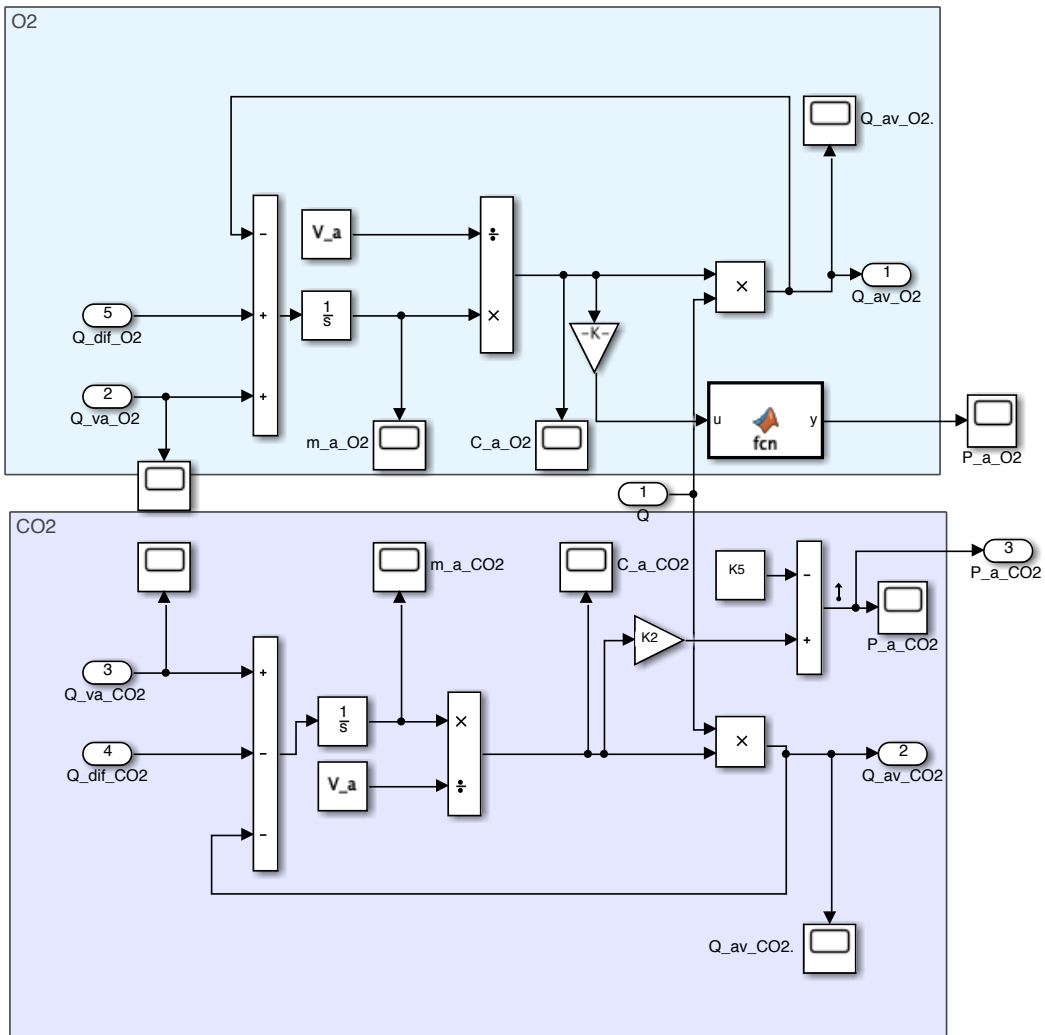 O2
Q_av_O2.
−
V_a
÷
1
Q_av_O2
×
5
Q_dif_O2
+
1
s
×
-K-
2
Q_va_O2
+
u
fcn
y
m_a_O2
C_a_O2
P_a_O2
1
Q
CO2
m_a_CO2
C_a_CO2
K5
−
3
P_a_CO2
K2
+
P_a_CO2
3
Q_va_CO2
+
1
s
×
×
4
Q_dif_CO2
−
2
Q_av_CO2
V_a
÷
−
Q_av_CO2.